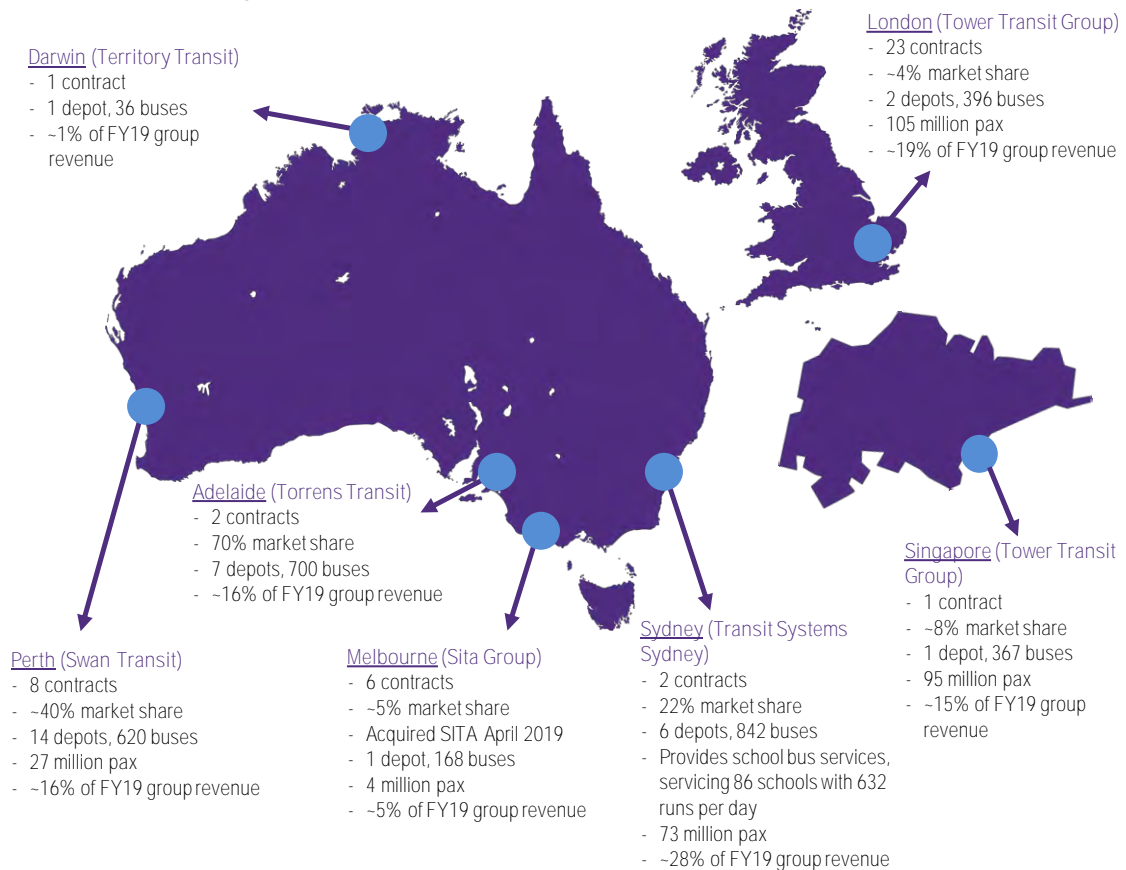 Darwin (Territory Transit)
- 1 contract
- 1 depot, 36 buses
- ~1% of FY19 group
revenue
London (Tower Transit Group)
- 23 contracts
- ~4% market share
- 2 depots, 396 buses
- 105 million pax
- ~19% of FY19 group revenue
Adelaide (Torrens Transit)
- 2 contracts
- 70% market share
- 7 depots, 700 buses
- ~16% of FY19 group revenue
Singapore (Tower Transit
Group)
- 1 contract
- ~8% market share
- 1 depot, 367 buses
- 95 million pax
- ~15% of FY19 group
revenue
Perth (Swan Transit)
- 8 contracts
- ~40% market share
- 14 depots, 620 buses
- 27 million pax
- ~16% of FY19 group revenue
Melbourne (Sita Group)
- 6 contracts
- ~5% market share
- Acquired SITA April 2019
- 1 depot, 168 buses
- 4 million pax
- ~5% of FY19 group revenue
Sydney (Transit Systems
Sydney)
- 2 contracts
- 22% market share
- 6 depots, 842 buses
- Provides school bus services,
servicing 86 schools with 632
runs per day
- 73 million pax
- ~28% of FY19 group revenue